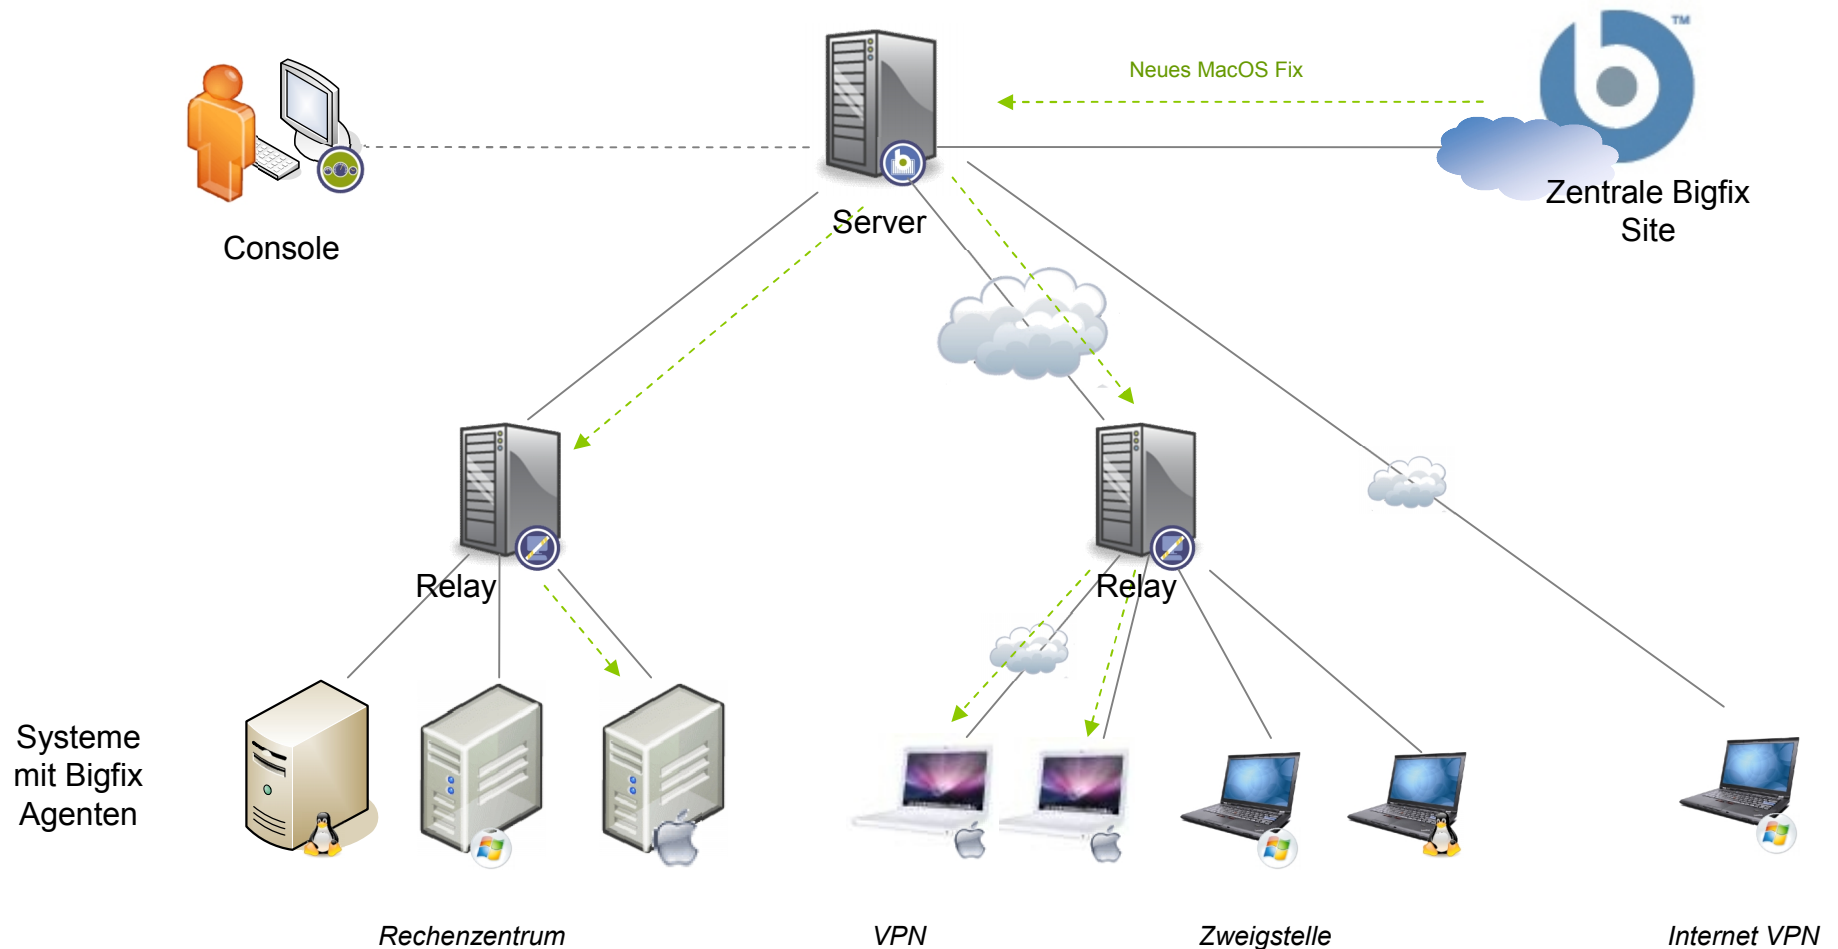 TM
Neues MacOS Fix
Zentrale Bigfix
Site
Server
Console
Relay
Relay
Systeme
mit Bigfix
Agenten
Rechenzentrum
VPN
Zweigstelle
Internet VPN